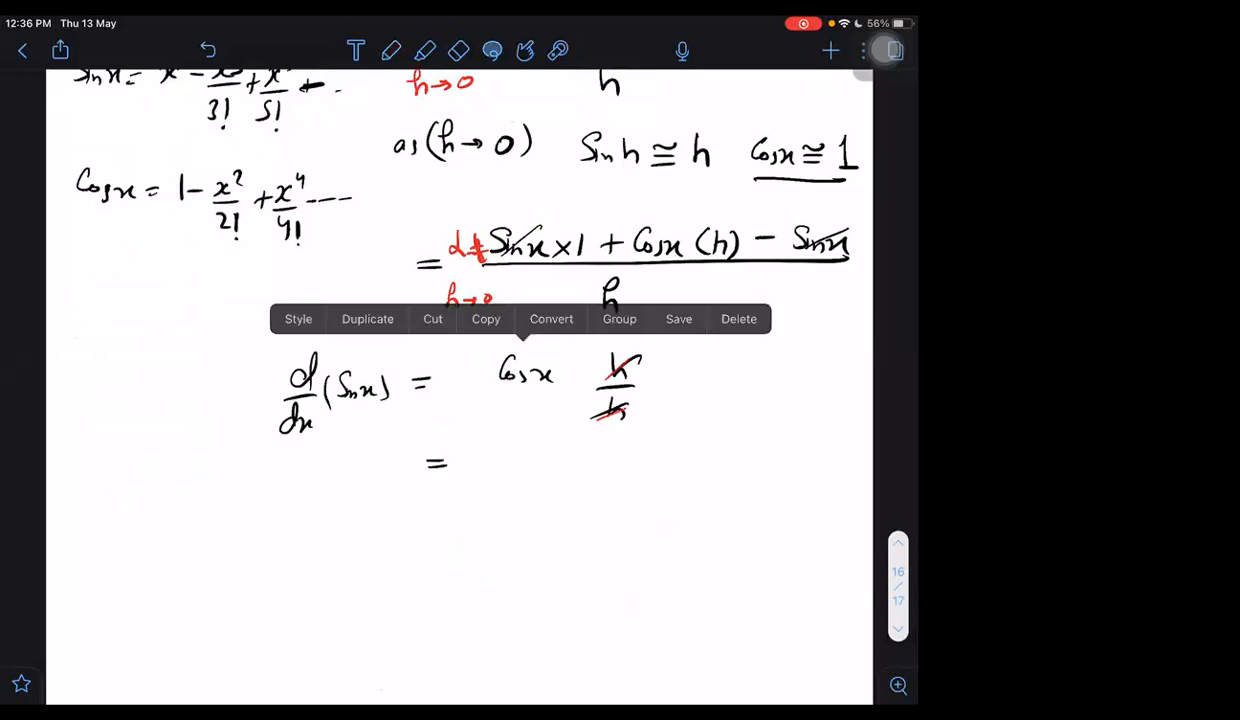 12:36 PM Thu 13 May 56%
T
Sin x = x - x³/3! + x⁵/5! - ..
h→0 h
as (h→0) Sin h ≅ h Cos x ≅ 1
Cos x = 1 - x²/2! + x⁴/4! ----
= Lt h→0 (Sin x × 1 + Cos x (h) - Sin x) / h
Style Duplicate Cut Copy Convert Group Save Delete
d/dx (Sin x) = Cos x h/h
=
16
/
17